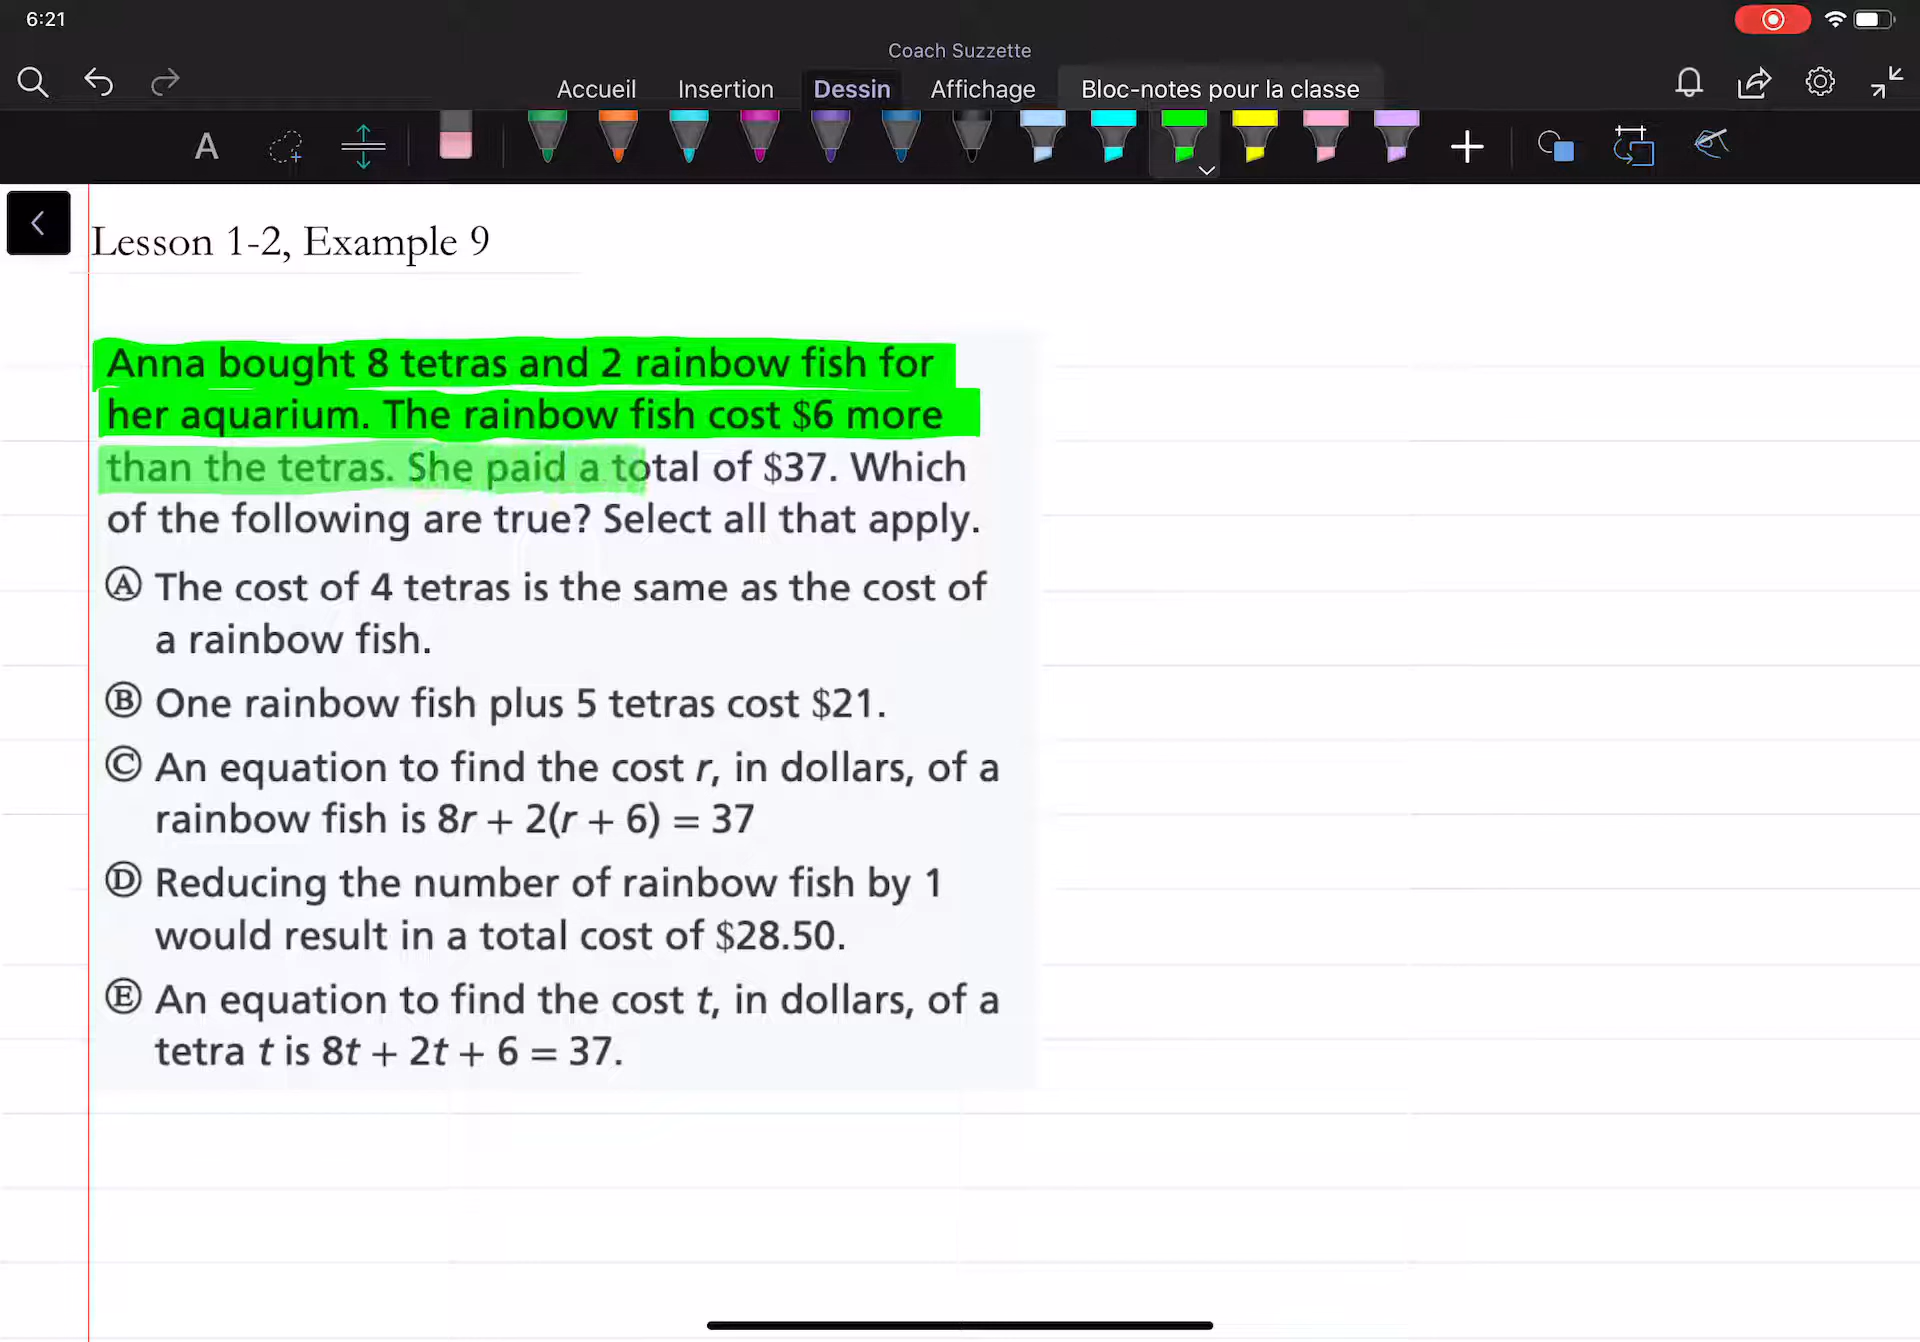 6:21
Coach Suzzette
Accueil Insertion Dessin Affichage Bloc-notes pour la classe
A
Lesson 1-2, Example 9
Anna bought 8 tetras and 2 rainbow fish for
her aquarium. The rainbow fish cost $6 more
than the tetras. She paid a total of $37. Which
of the following are true? Select all that apply.
Ⓐ The cost of 4 tetras is the same as the cost of
a rainbow fish.
Ⓑ One rainbow fish plus 5 tetras cost $21.
Ⓒ An equation to find the cost r, in dollars, of a
rainbow fish is 8r + 2(r + 6) = 37
Ⓓ Reducing the number of rainbow fish by 1
would result in a total cost of $28.50.
Ⓔ An equation to find the cost t, in dollars, of a
tetra t is 8t + 2t + 6 = 37.